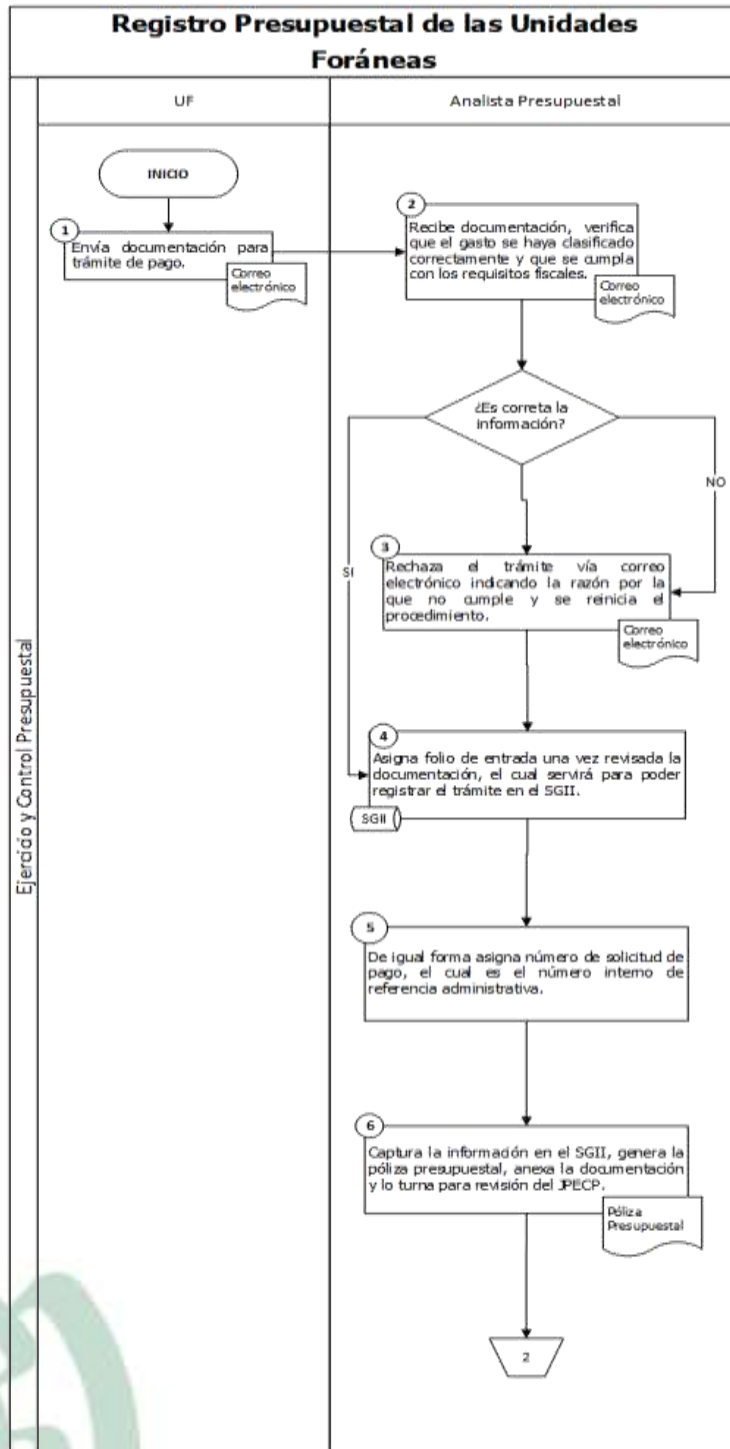 Registro Presupuestal de las Unidades
Foráneas
UF
Analista Presupuestal
Ejercido y Control Presupuestal
INICIO
1
Envía documentación para
trámite de pago.
Correo
electrónico
2
Recibe documentación, verifica
que el gasto se haya clasificado
correctamente y que se cumpla
con los requisitos fiscales.
Correo
electrónico
¿Es correta la
información?
NO
SI
3
Rechaza el trámite vía correo
electrónico indicando la razón por la
que no cumple y se reinicia el
procedimiento.
Correo
electrónico
4
Asigna folio de entrada una vez revisada la
documentación, el cual servirá para poder
registrar el trámite en el SGII.
SGII
5
De igual forma asigna número de solicitud de
pago, el cual es el número interno de
referencia administrativa.
6
Captura la información en el SGII, genera la
póliza presupuestal, anexa la documentación
y lo turna para revisión del JPECP.
Póliza
Presupuestal
2